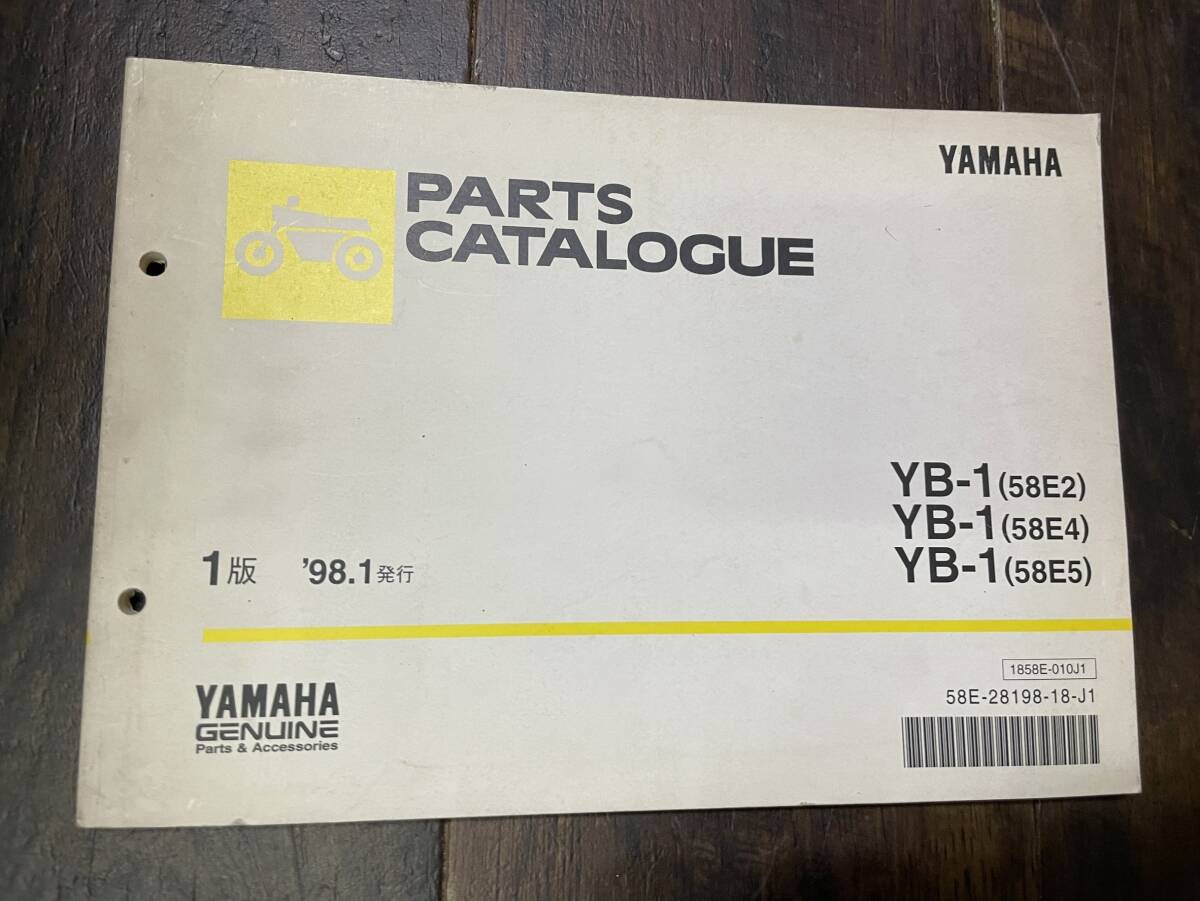 YAMAHA
PARTS
CATALOGUE
YB-1(58E2)
YB-1(58E4)
YB-1(58E5)
1版 '98.1発行
YAMAHA
GENUINE
Parts & Accessories
1858E-010J1
58E-28198-18-J1